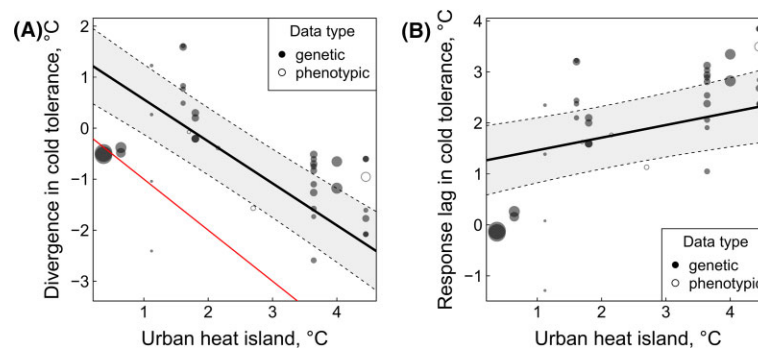 (A)
Divergence in cold tolerance, °C
2
1
0
−1
−2
−3
Data type
genetic
phenotypic
1
2
3
4
Urban heat island, °C
(B)
Response lag in cold tolerance, °C
4
3
2
1
0
−1
Data type
genetic
phenotypic
1
2
3
4
Urban heat island, °C